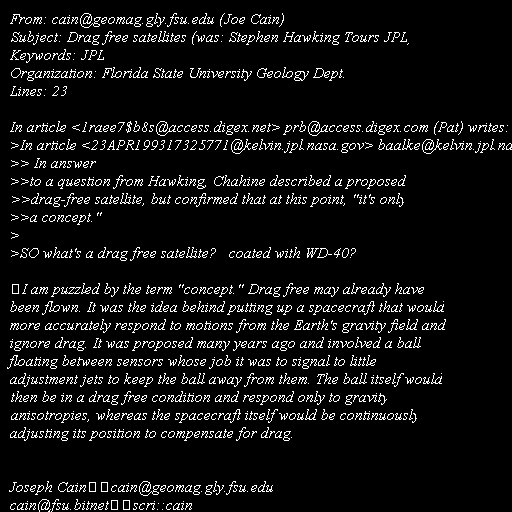 From: cain@geomag.gly.fsu.edu (Joe Cain)
Subject: Drag free satellites (was: Stephen Hawking Tours JPL,
Keywords: JPL
Organization: Florida State University Geology Dept.
Lines: 23

In article <1raee7$b8s@access.digex.net> prb@access.digex.com (Pat) writes:
>In article <23APR199317325771@kelvin.jpl.nasa.gov> baalke@kelvin.jpl.na
>> In answer
>>to a question from Hawking, Chahine described a proposed
>>drag-free satellite, but confirmed that at this point, "it's only
>>a concept."
>
>SO what's a drag free satellite?   coated with WD-40?

I am puzzled by the term "concept." Drag free may already have
been flown. It was the idea behind putting up a spacecraft that would
more accurately respond to motions from the Earth's gravity field and
ignore drag. It was proposed many years ago and involved a ball
floating between sensors whose job it was to signal to little
adjustment jets to keep the ball away from them. The ball itself would
then be in a drag free condition and respond only to gravity
anisotropies, whereas the spacecraft itself would be continuously
adjusting its position to compensate for drag.

Joseph Cain cain@geomag.gly.fsu.edu
cain@fsu.bitnet scri::cain